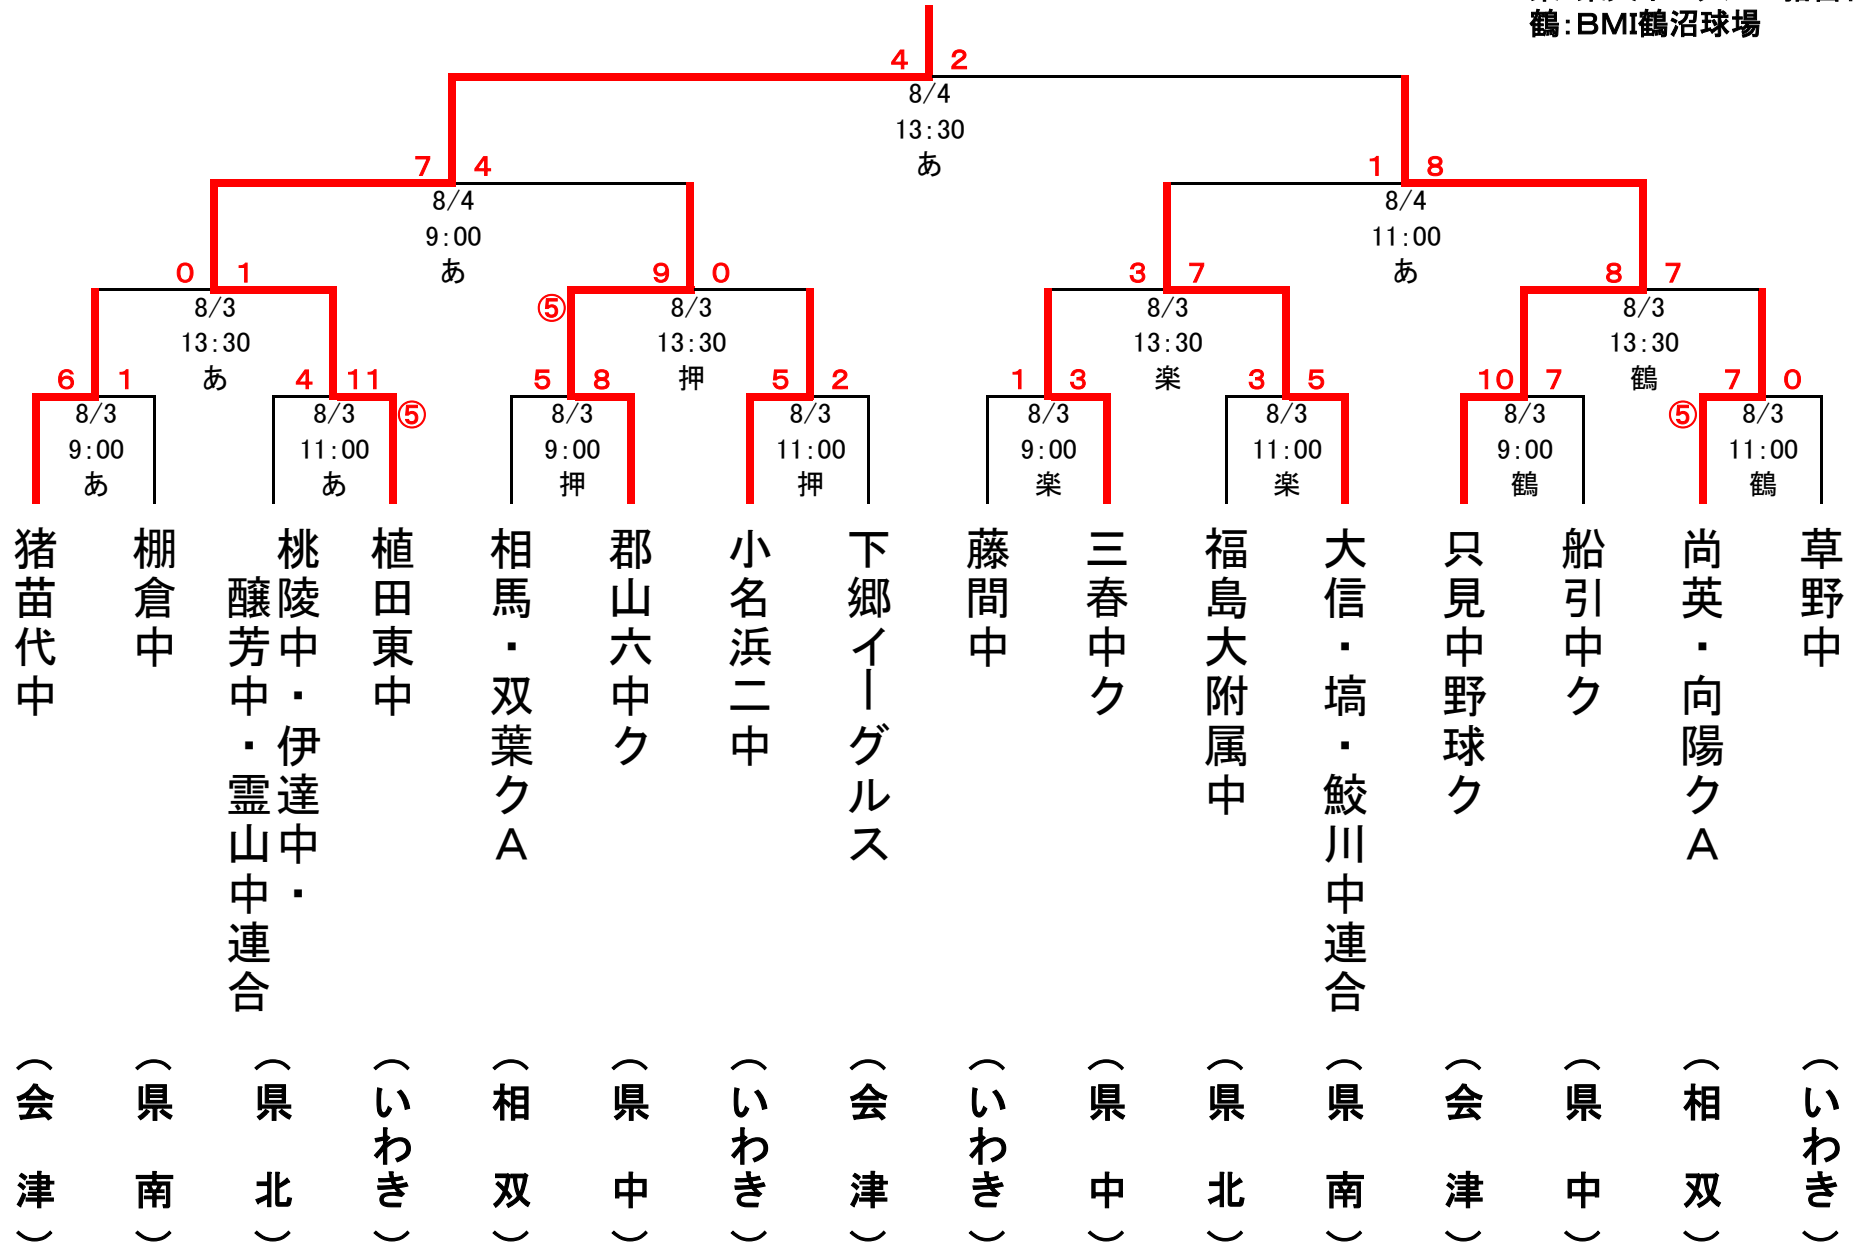 鶴：ＢＭＩ鶴沼球場
4 2
8/4
13:30
あ
7 4
8/4
9:00
あ
1 8
8/4
11:00
あ
0 1
8/3
13:30
あ
⑤ 9 0
8/3
13:30
押
3 7
8/3
13:30
楽
8 7
8/3
13:30
鶴
6 1
8/3
9:00
あ
4 11 ⑤
8/3
11:00
あ
5 8
8/3
9:00
押
5 2
8/3
11:00
押
1 3
8/3
9:00
楽
3 5
8/3
11:00
楽
10 7
8/3
9:00
鶴
⑤ 7 0
8/3
11:00
鶴
猪苗代中
（会津）
棚倉中
（県南）
桃陵中・伊達中・
醸芳中・霊山中連合
（県北）
植田東中
（いわき）
相馬・双葉クＡ
（相双）
郡山六中ク
（県中）
小名浜二中
（いわき）
下郷イーグルス
（会津）
藤間中
（いわき）
三春中ク
（県中）
福島大附属中
（県北）
大信・塙・鮫川中連合
（県南）
只見中野球ク
（会津）
船引中ク
（県中）
尚英・向陽クＡ
（相双）
草野中
（いわき）